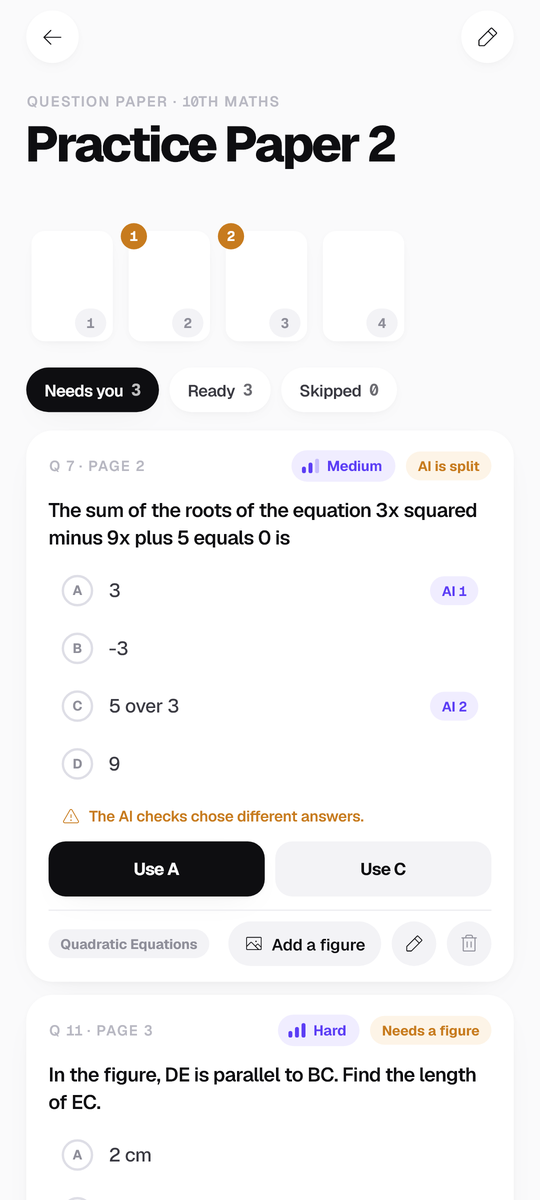 QUESTION PAPER · 10TH MATHS
Practice Paper 2
1
2
1
2
3
4
Needs you 3
Ready 3
Skipped 0
Q 7 · PAGE 2
Medium
AI is split
The sum of the roots of the equation 3x squared
minus 9x plus 5 equals 0 is
A 3 AI 1
B -3
C 5 over 3 AI 2
D 9
The AI checks chose different answers.
Use A
Use C
Quadratic Equations
Add a figure
Q 11 · PAGE 3
Hard
Needs a figure
In the figure, DE is parallel to BC. Find the length
of EC.
A 2 cm